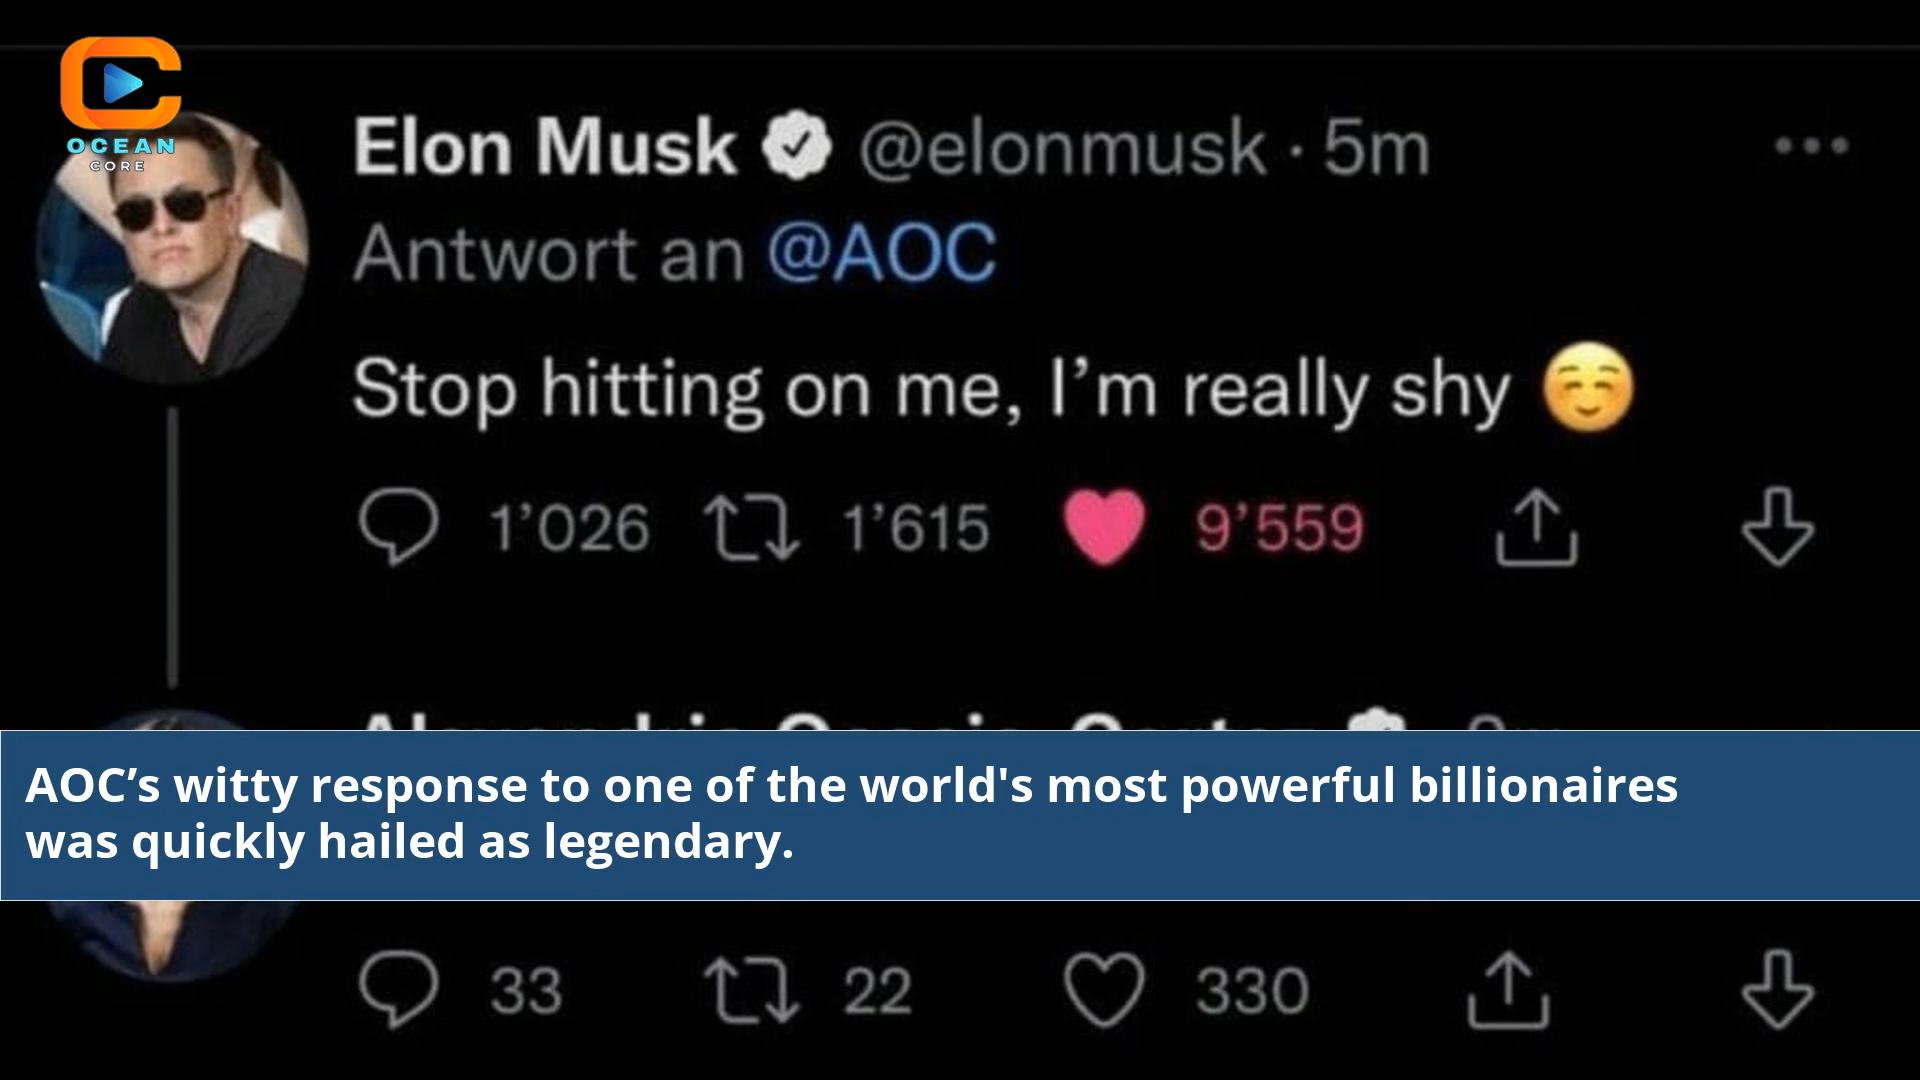 OCEAN
CORE
Elon Musk @elonmusk · 5m
Antwort an @AOC
Stop hitting on me, I’m really shy ☺️
1’026 1’615 9’559
AOC’s witty response to one of the world's most powerful billionaires
was quickly hailed as legendary.
33 22 330